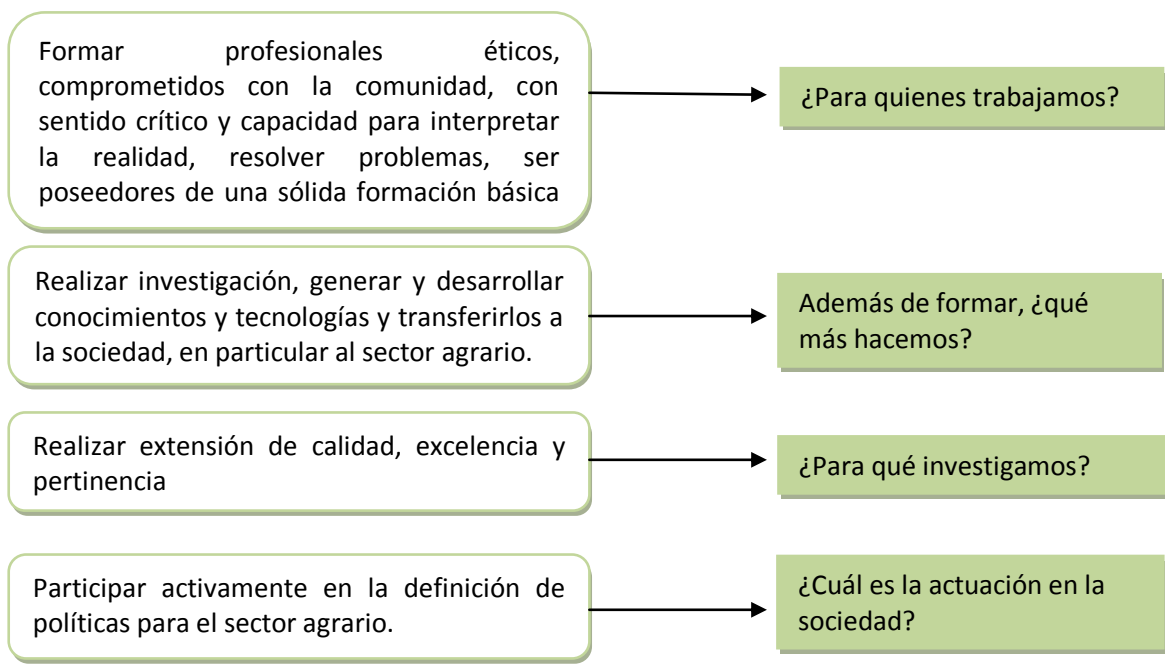 Formar profesionales éticos,
comprometidos con la comunidad, con
sentido crítico y capacidad para interpretar
la realidad, resolver problemas, ser
poseedores de una sólida formación básica
¿Para quienes trabajamos?
Realizar investigación, generar y desarrollar
conocimientos y tecnologías y transferirlos a
la sociedad, en particular al sector agrario.
Además de formar, ¿qué
más hacemos?
Realizar extensión de calidad, excelencia y
pertinencia
¿Para qué investigamos?
Participar activamente en la definición de
políticas para el sector agrario.
¿Cuál es la actuación en la
sociedad?